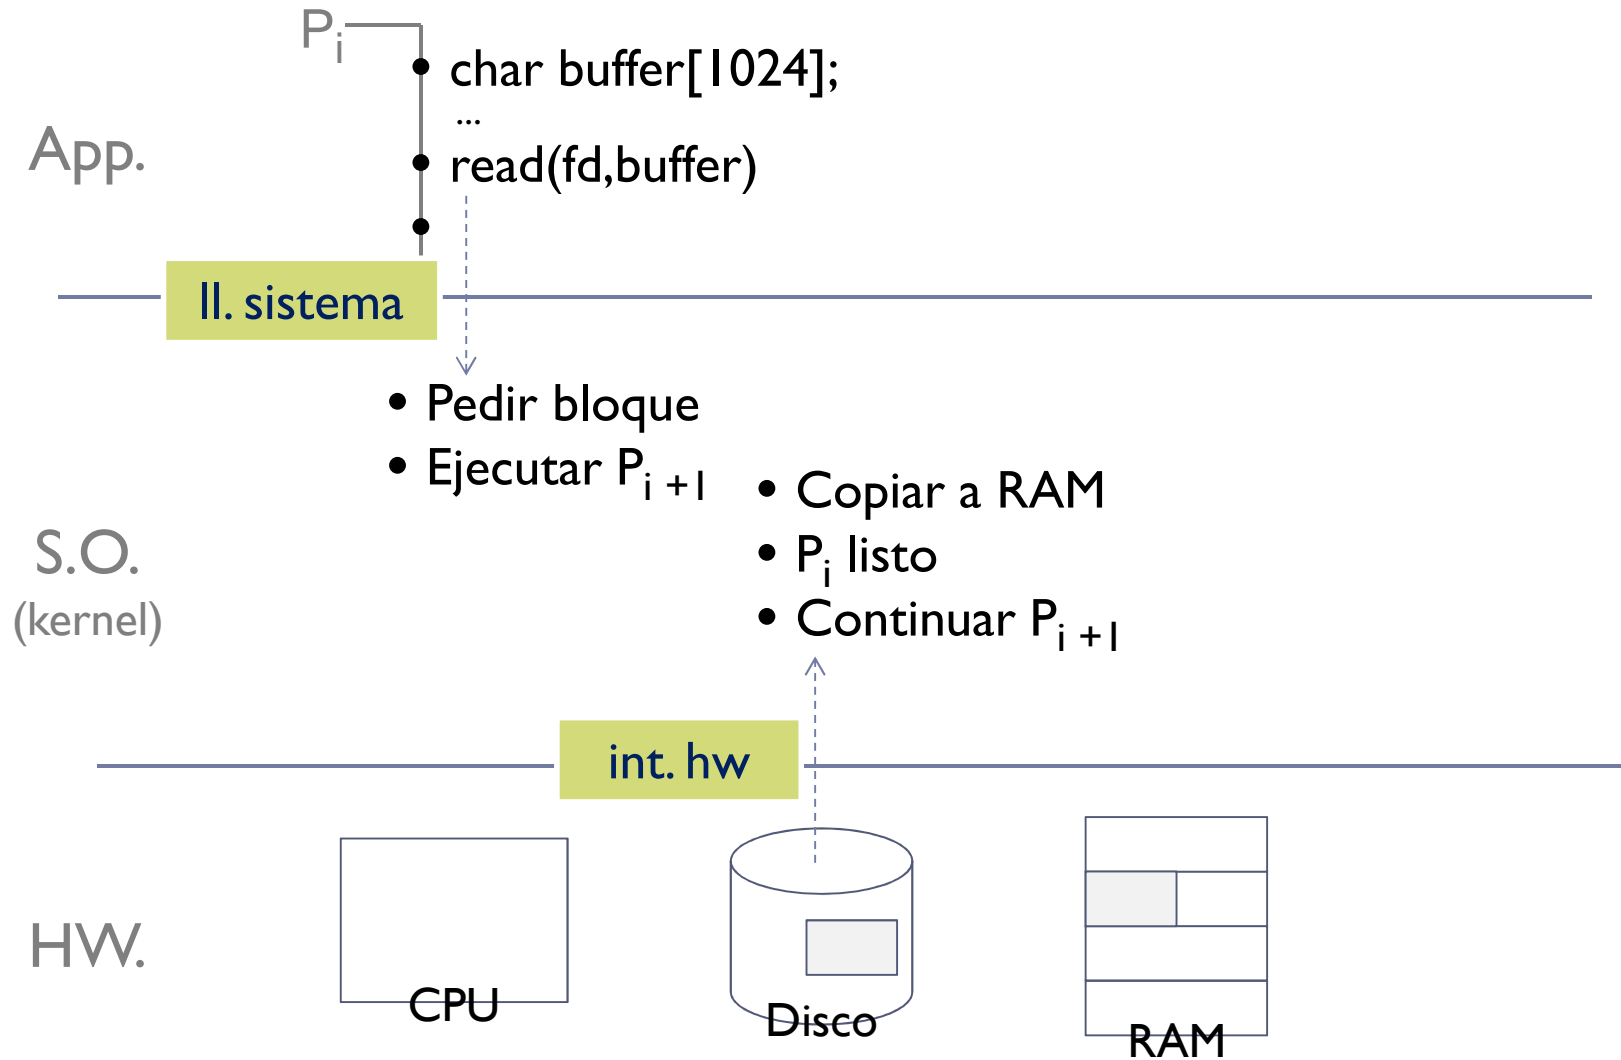 Pi
char buffer[1024];
...
App.
read(fd,buffer)
ll. sistema
• Pedir bloque
• Ejecutar Pi +1
• Copiar a RAM
S.O.
• Pi listo
(kernel)
• Continuar Pi +1
int. hw
HW.
CPU
Disco
RAM